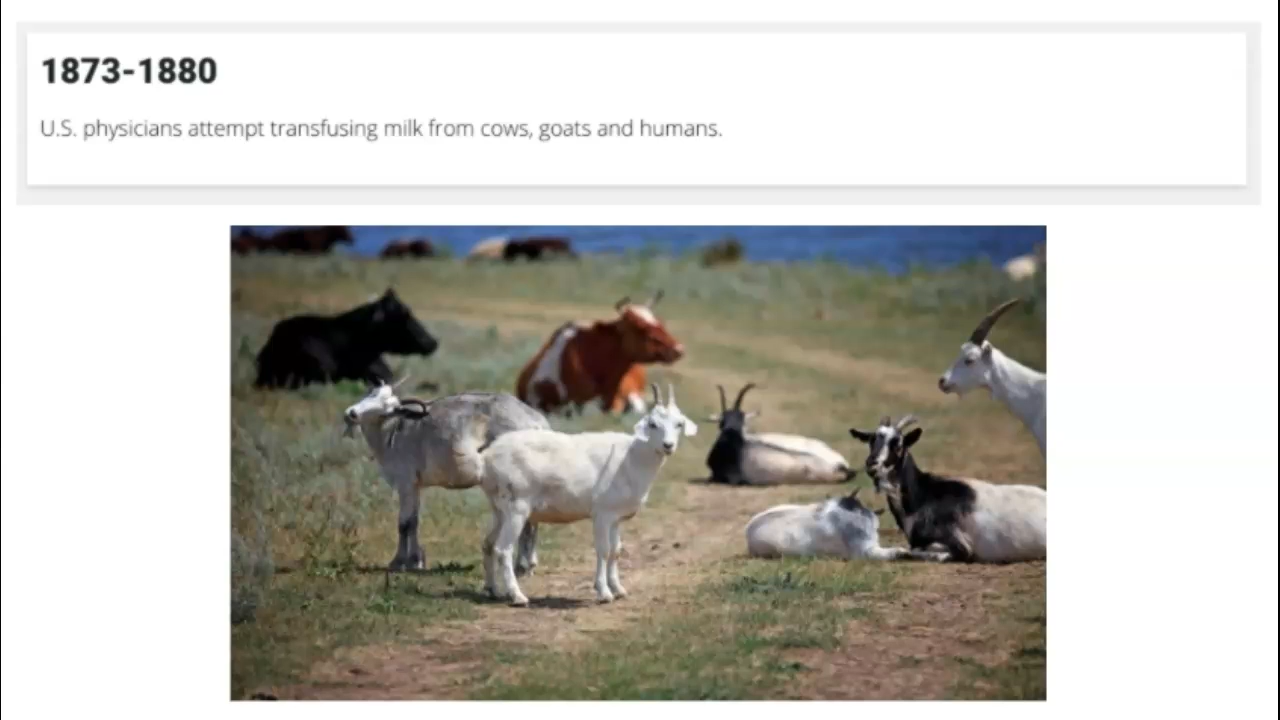 1873-1880
U.S. physicians attempt transfusing milk from cows, goats and humans.